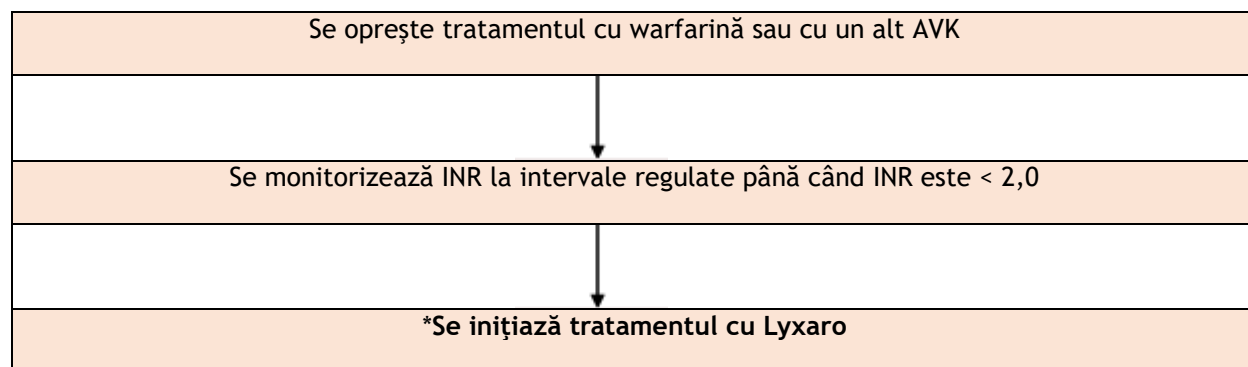 Se oprește tratamentul cu warfarină sau cu un alt AVK
Se monitorizează INR la intervale regulate până când INR este < 2,0
*Se iniţiază tratamentul cu Lyxaro